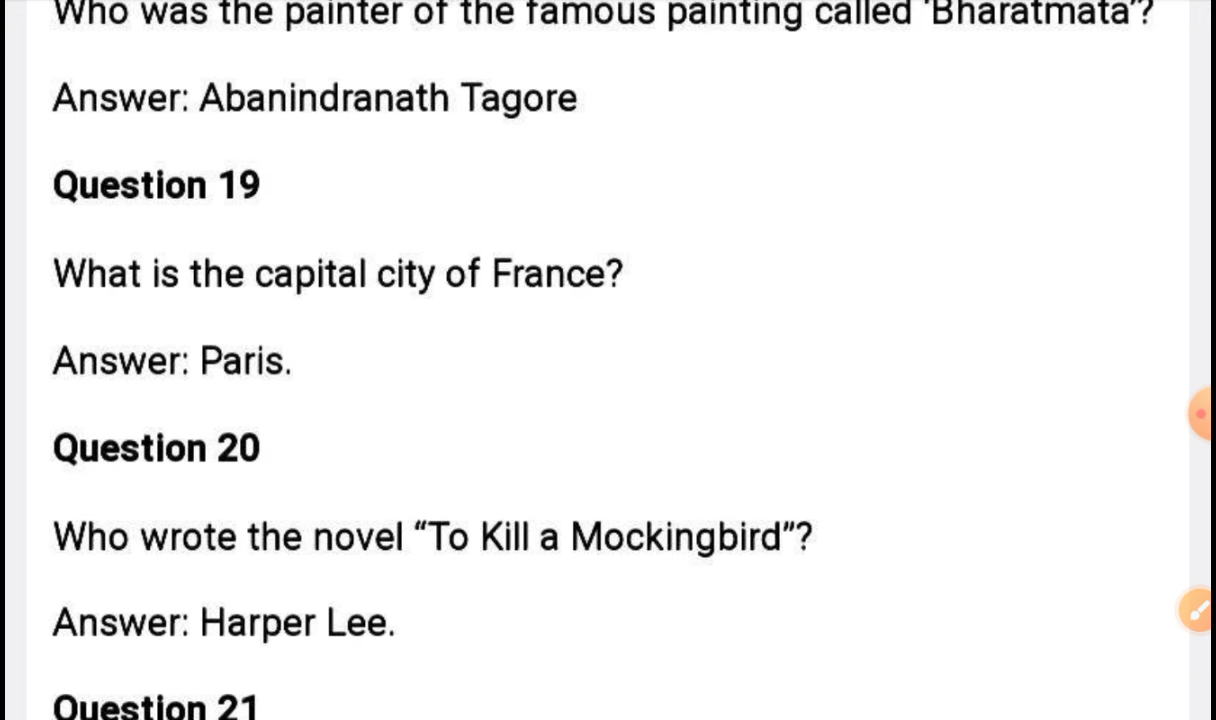 Who was the painter of the famous painting called 'Bharatmata'?
Answer: Abanindranath Tagore
Question 19
What is the capital city of France?
Answer: Paris.
Question 20
Who wrote the novel “To Kill a Mockingbird”?
Answer: Harper Lee.
Question 21